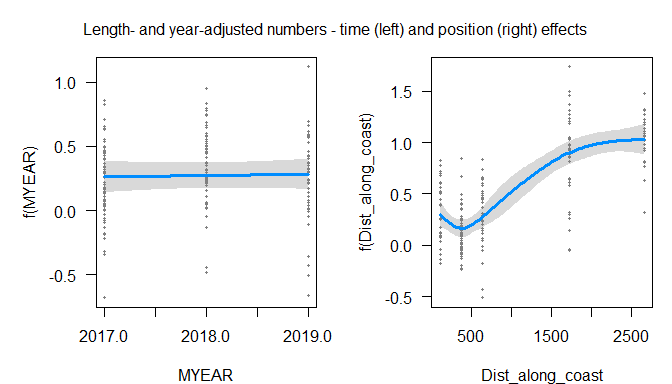 Length- and year-adjusted numbers - time (left) and position (right) effects
f(MYEAR)
1.0
0.5
0.0
-0.5
2017.0 2018.0 2019.0
MYEAR
f(Dist_along_coast)
1.5
1.0
0.5
0.0
-0.5
500 1500 2500
Dist_along_coast